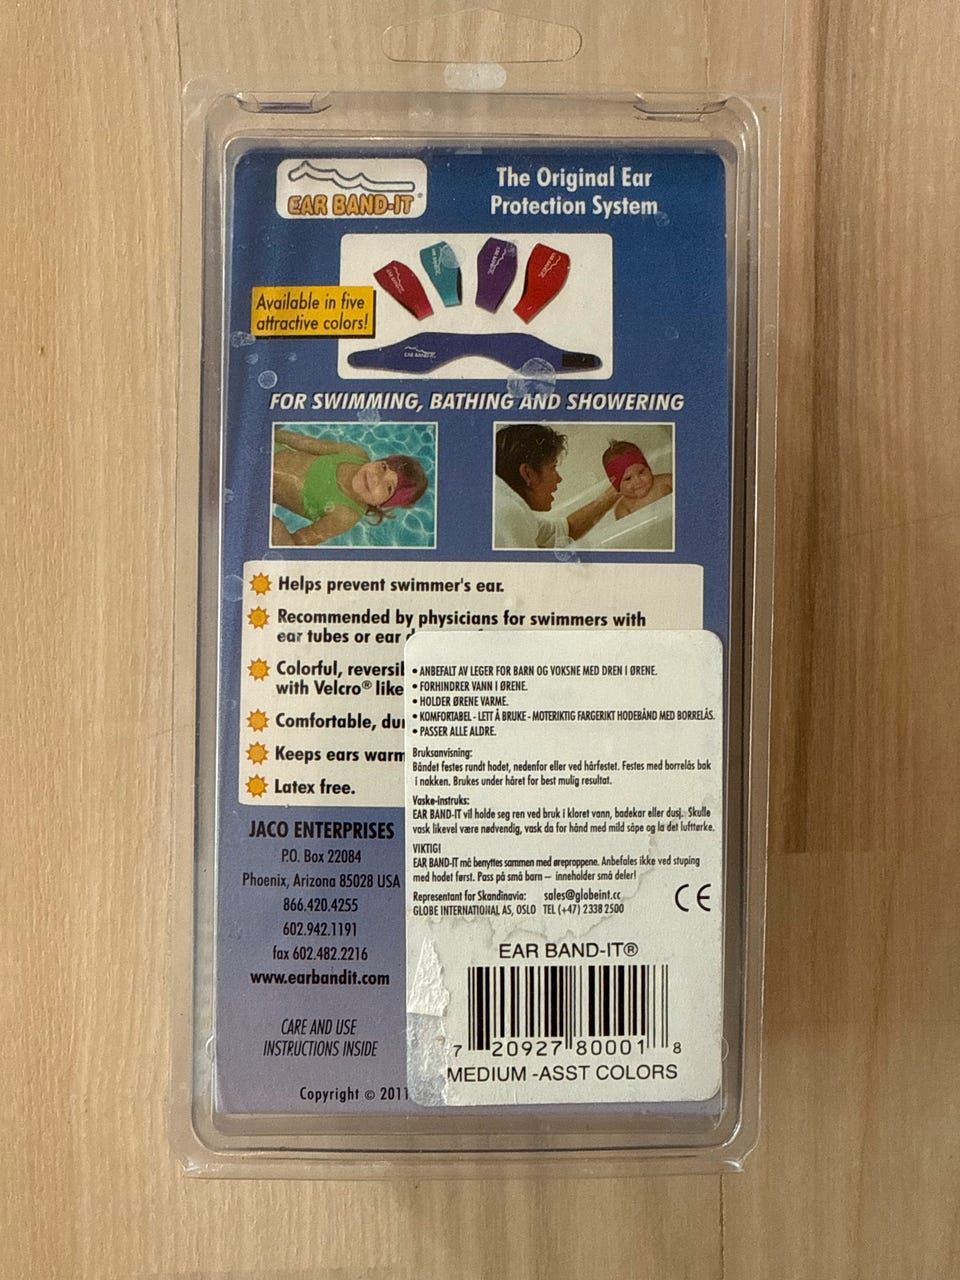 EAR BAND-IT®
The Original Ear
Protection System
Available in five
attractive colors!
EAR BAND-IT
FOR SWIMMING, BATHING AND SHOWERING
Helps prevent swimmer's ear.
Recommended by physicians for swimmers with
ear tubes or ear
Colorful, reversi
with Velcro® like
Comfortable, du
Keeps ears warm
Latex free.
JACO ENTERPRISES
P.O. Box 22084
Phoenix, Arizona 85028 USA
866.420.4255
602.942.1191
fax 602.482.2216
www.earbandit.com
CARE AND USE
INSTRUCTIONS INSIDE
Copyright © 2011
• ANBEFALT AV LEGER FOR BARN OG VOKSNE MED DREN I ØRENE.
• FORHINDRER VANN I ØRENE.
• HOLDER ØRENE VARME.
• KOMFORTABEL - LETT Å BRUKE - MOTERIKTIG FARGERIKT HODEBÅND MED BORRELÅS.
• PASSER ALLE ALDRE.
Bruksanvisning:
Båndet festes rundt hodet, nedenfor eller ved hårfestet. Festes med borrelås bak
i nakken. Brukes under håret for best mulig resultat.
Vaske-instruks:
EAR BAND-IT vil holde seg ren ved bruk i kloret vann, badekar eller dusj. Skulle
vask likevel være nødvendig, vask da for hånd med mild såpe og la det lufttørke.
VIKTIG!
EAR BAND-IT må benyttes sammen med øreproppene. Anbefales ikke ved stuping
med hodet først. Pass på små barn – inneholder små deler!
Representant for Skandinavia: sales@globeint.cc
GLOBE INTERNATIONAL AS, OSLO TEL (+47) 2338 2500
CE
EAR BAND-IT®
7 20927 80001 8
MEDIUM -ASST COLORS